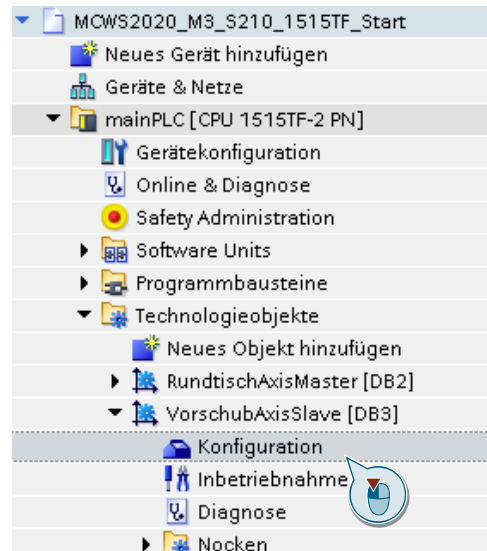 MCWS2020_M3_S210_1515TF_Start
Neues Gerät hinzufügen
Geräte & Netze
mainPLC [CPU 1515TF-2 PN]
Gerätekonfiguration
Online & Diagnose
Safety Administration
Software Units
Programmbausteine
Technologieobjekte
Neues Objekt hinzufügen
RundtischAxisMaster [DB2]
VorschubAxisSlave [DB3]
Konfiguration
Inbetriebnahme
Diagnose
Nocken